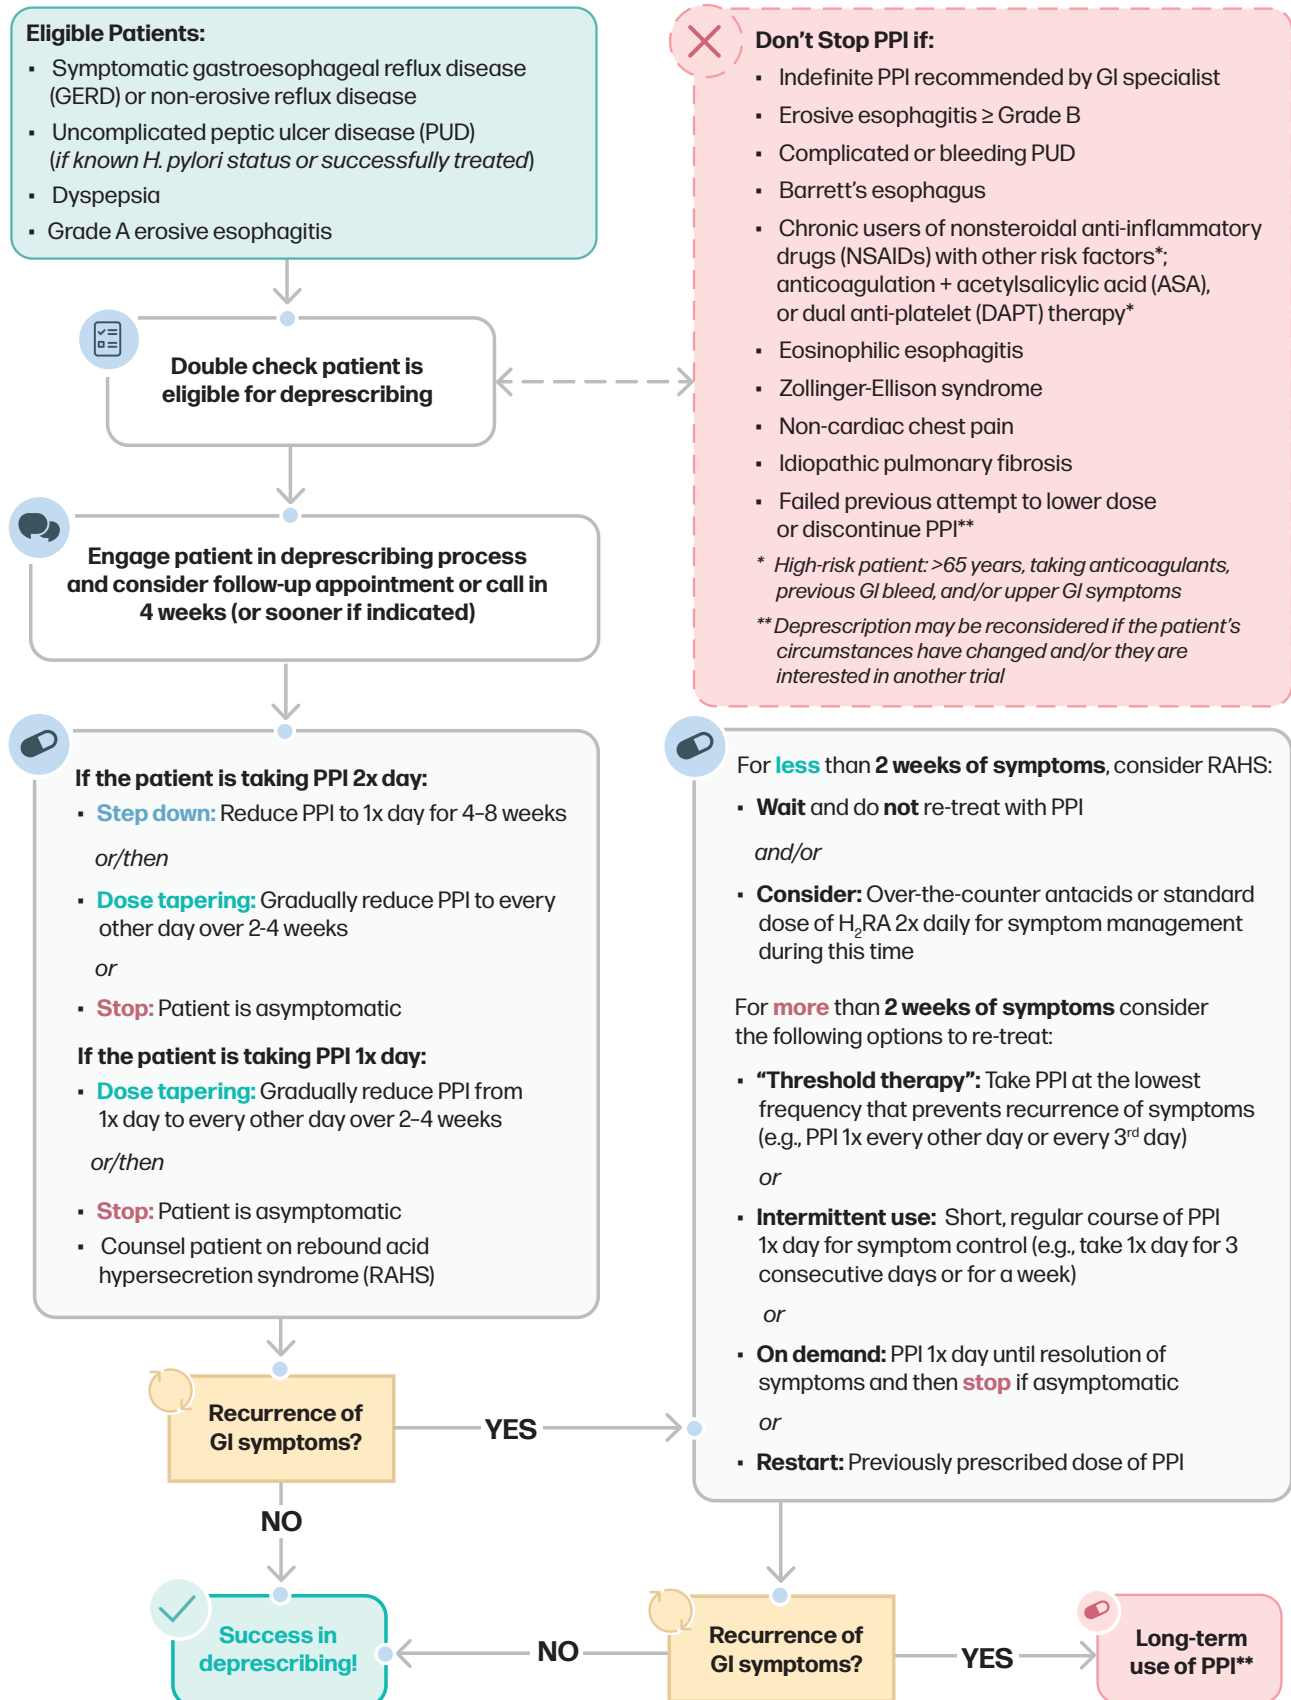 Eligible Patients:
▪ Symptomatic gastroesophageal reflux disease
(GERD) or non-erosive reflux disease
▪ Uncomplicated peptic ulcer disease (PUD)
(if known H. pylori status or successfully treated)
▪ Dyspepsia
▪ Grade A erosive esophagitis
Don't Stop PPI if:
▪ Indefinite PPI recommended by GI specialist
▪ Erosive esophagitis ≥ Grade B
▪ Complicated or bleeding PUD
▪ Barrett's esophagus
▪ Chronic users of nonsteroidal anti-inflammatory
drugs (NSAIDs) with other risk factors*;
anticoagulation + acetylsalicylic acid (ASA),
or dual anti-platelet (DAPT) therapy*
▪ Eosinophilic esophagitis
▪ Zollinger-Ellison syndrome
▪ Non-cardiac chest pain
▪ Idiopathic pulmonary fibrosis
▪ Failed previous attempt to lower dose
or discontinue PPI**
* High-risk patient: >65 years, taking anticoagulants,
previous GI bleed, and/or upper GI symptoms
** Deprescription may be reconsidered if the patient's
circumstances have changed and/or they are
interested in another trial
Double check patient is
eligible for deprescribing
Engage patient in deprescribing process
and consider follow-up appointment or call in
4 weeks (or sooner if indicated)
If the patient is taking PPI 2x day:
▪ Step down: Reduce PPI to 1x day for 4–8 weeks
or/then
▪ Dose tapering: Gradually reduce PPI to every
other day over 2-4 weeks
or
▪ Stop: Patient is asymptomatic
If the patient is taking PPI 1x day:
▪ Dose tapering: Gradually reduce PPI from
1x day to every other day over 2–4 weeks
or/then
▪ Stop: Patient is asymptomatic
▪ Counsel patient on rebound acid
hypersecretion syndrome (RAHS)
For less than 2 weeks of symptoms, consider RAHS:
▪ Wait and do not re-treat with PPI
and/or
▪ Consider: Over-the-counter antacids or standard
dose of H₂RA 2x daily for symptom management
during this time
For more than 2 weeks of symptoms consider
the following options to re-treat:
▪ "Threshold therapy": Take PPI at the lowest
frequency that prevents recurrence of symptoms
(e.g., PPI 1x every other day or every 3rd day)
or
▪ Intermittent use: Short, regular course of PPI
1x day for symptom control (e.g., take 1x day for 3
consecutive days or for a week)
or
▪ On demand: PPI 1x day until resolution of
symptoms and then stop if asymptomatic
or
▪ Restart: Previously prescribed dose of PPI
Recurrence of
GI symptoms?
YES
NO
Success in
deprescribing!
NO
Recurrence of
GI symptoms?
YES
Long-term
use of PPI**